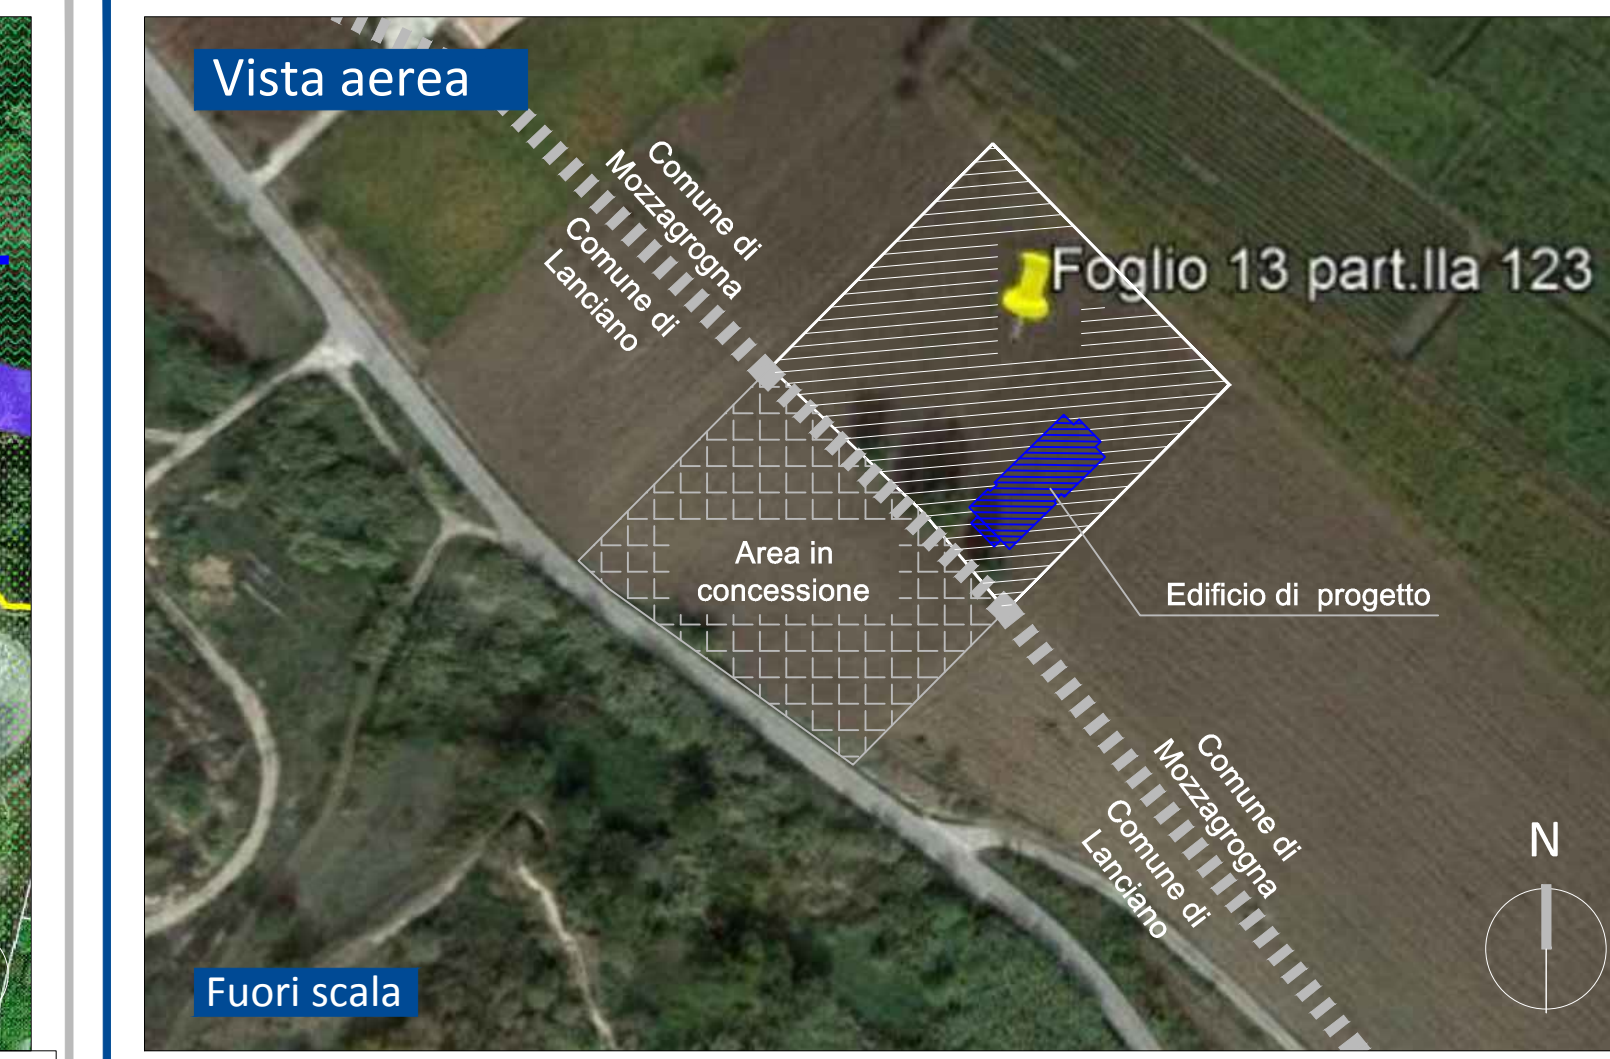 Vista aerea
Comune di
Mozzagrogna
Comune di
Lanciano
Foglio 13 part.lla 123
Area in
concessione
Edificio di progetto
Comune di
Mozzagrogna
Comune di
Lanciano
N
Fuori scala